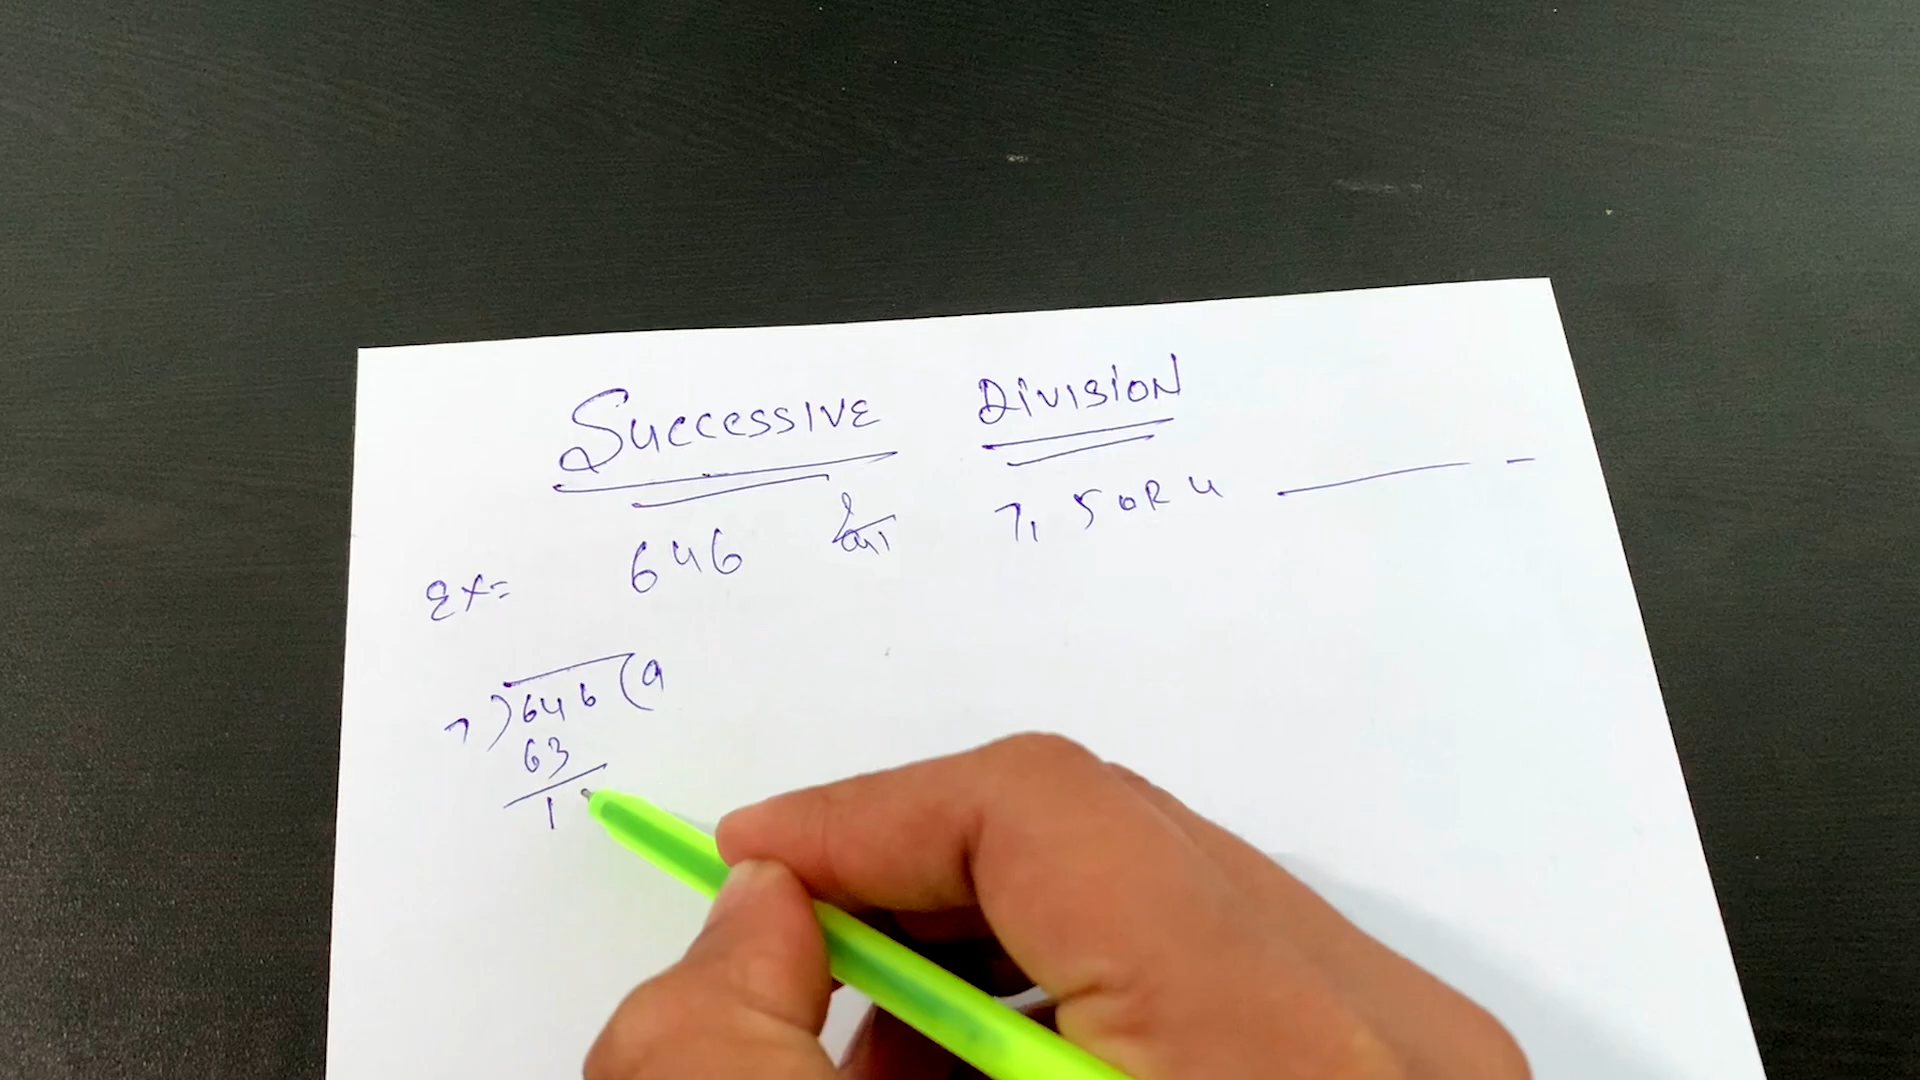 SUCCESSIVE DIVISION
Ex= 646 को 7, 5 OR 4 ———— -
7)646(9
63
1